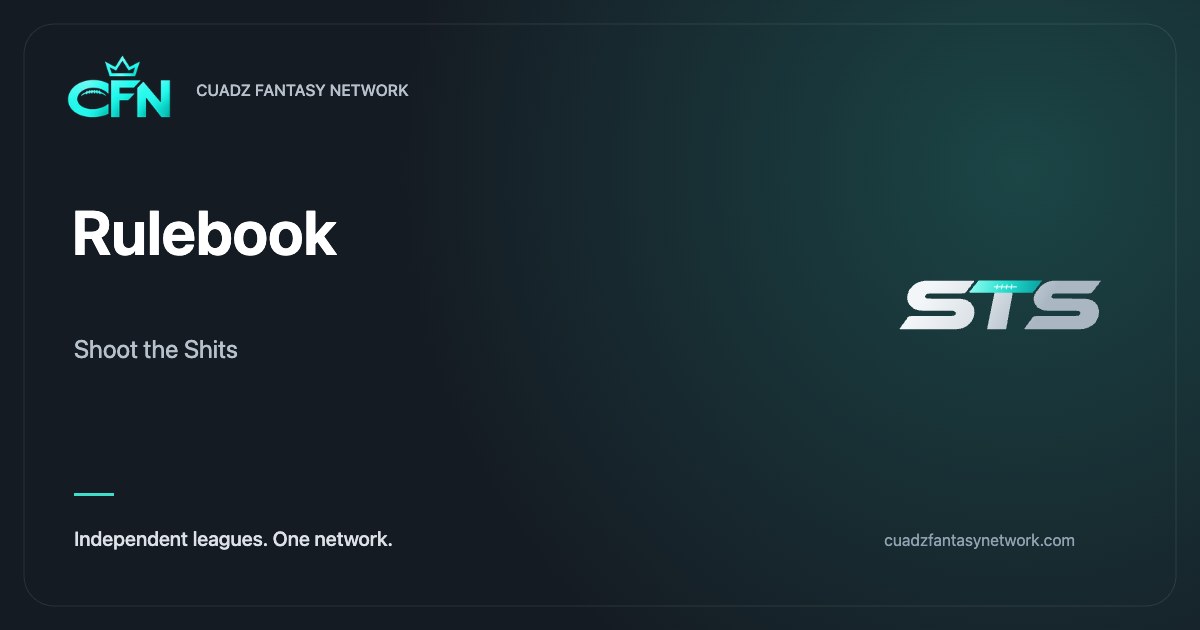 CFN
CUADZ FANTASY NETWORK
Rulebook
STS
Shoot the Shits
Independent leagues. One network.
cuadzfantasynetwork.com